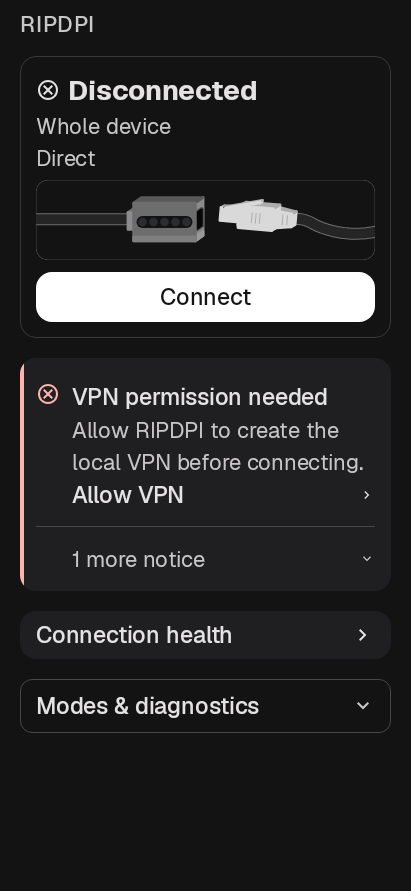 RIPDPI
Disconnected
Whole device
Direct
Connect
VPN permission needed
Allow RIPDPI to create the
local VPN before connecting.
Allow VPN
1 more notice
Connection health
Modes & diagnostics